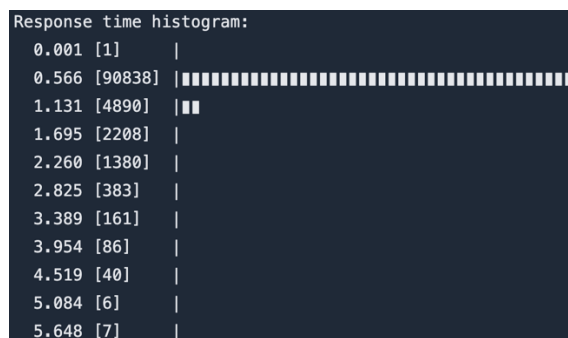 Response time histogram:
0.001 [1] |
0.566 [90838] |■■■■■■■■■■■■■■■■■■■■■■■■■■■■■■■■■■■■■■■■
1.131 [4890] |■■
1.695 [2208] |
2.260 [1380] |
2.825 [383] |
3.389 [161] |
3.954 [86] |
4.519 [40] |
5.084 [6] |
5.648 [7] |